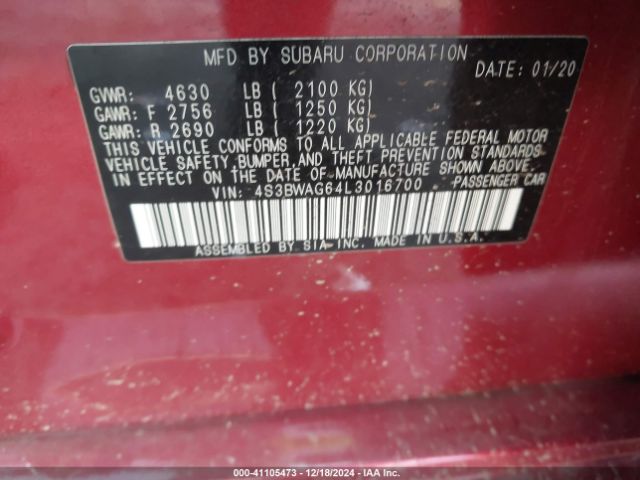 MFD BY SUBARU CORPORATION
DATE: 01/20
GVWR: 4630 LB ( 2100 KG)
GAWR: F 2756 LB ( 1250 KG)
GAWR: R 2690 LB ( 1220 KG)
THIS VEHICLE CONFORMS TO ALL APPLICABLE FEDERAL MOTOR
VEHICLE SAFETY, BUMPER, AND THEFT PREVENTION STANDARDS
IN EFFECT ON THE DATE OF MANUFACTURE SHOWN ABOVE.
VIN: 4S3BWAG64L3016700 PASSENGER CAR
ASSEMBLED BY SIA INC. MADE IN U.S.A.
000-41105473 - 12/18/2024 - IAA Inc.